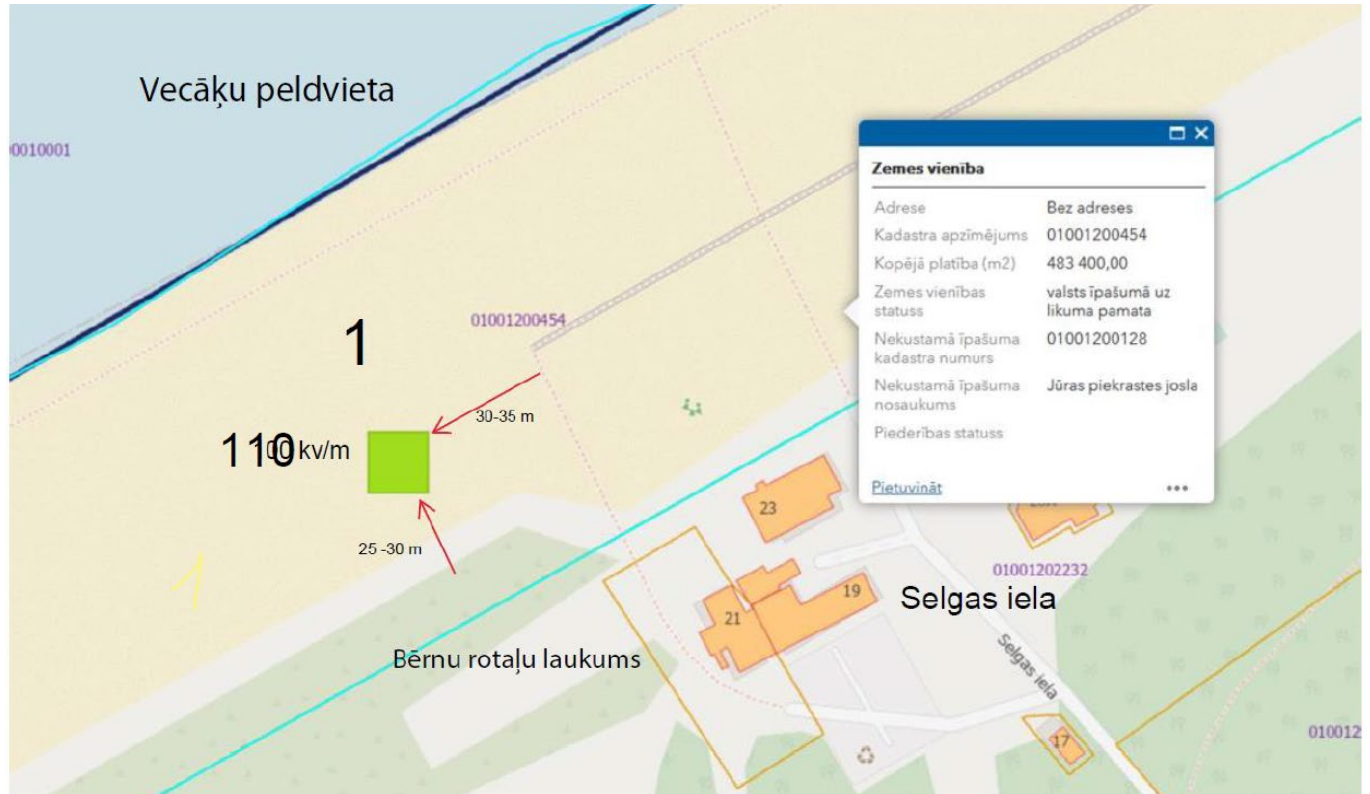 Vecāķu peldvieta
0010001
Zemes vienība
Adrese Bez adreses
Kadastra apzīmējums 01001200454
Kopējā platība (m2) 483 400,00
Zemes vienības statuss valsts īpašumā uz likuma pamata
Nekustamā īpašuma kadastra numurs 01001200128
Nekustamā īpašuma nosaukums Jūras piekrastes josla
Piederības statuss
Pietuvināt
01001200454
1
30-35 m
110 kv/m
25 -30 m
1
23
21
19
01001202232
Selgas iela
Bērnu rotaļu laukums
Selgas iela
17
010012